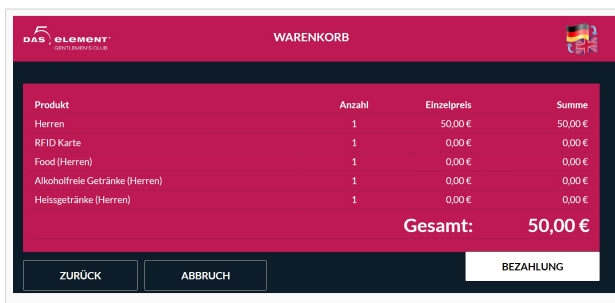 DAS 5 ELEMENT
GENTLEMEN'S CLUB
WARENKORB
Produkt Anzahl Einzelpreis Summe
Herren 1 50,00 € 50,00 €
RFID Karte 1 0,00 € 0,00 €
Food (Herren) 1 0,00 € 0,00 €
Alkoholfreie Getränke (Herren) 1 0,00 € 0,00 €
Heissgetränke (Herren) 1 0,00 € 0,00 €
Gesamt: 50,00 €
ZURÜCK ABBRUCH BEZAHLUNG